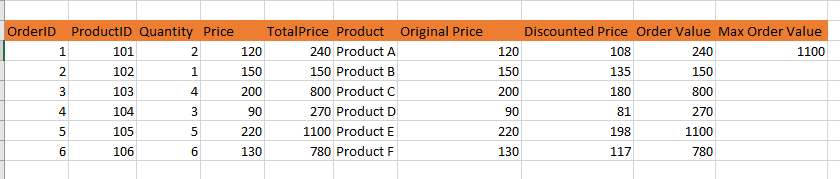 OrderID ProductID Quantity Price TotalPrice Product Original Price Discounted Price Order Value Max Order Value
1 101 2 120 240 Product A 120 108 240 1100
2 102 1 150 150 Product B 150 135 150
3 103 4 200 800 Product C 200 180 800
4 104 3 90 270 Product D 90 81 270
5 105 5 220 1100 Product E 220 198 1100
6 106 6 130 780 Product F 130 117 780